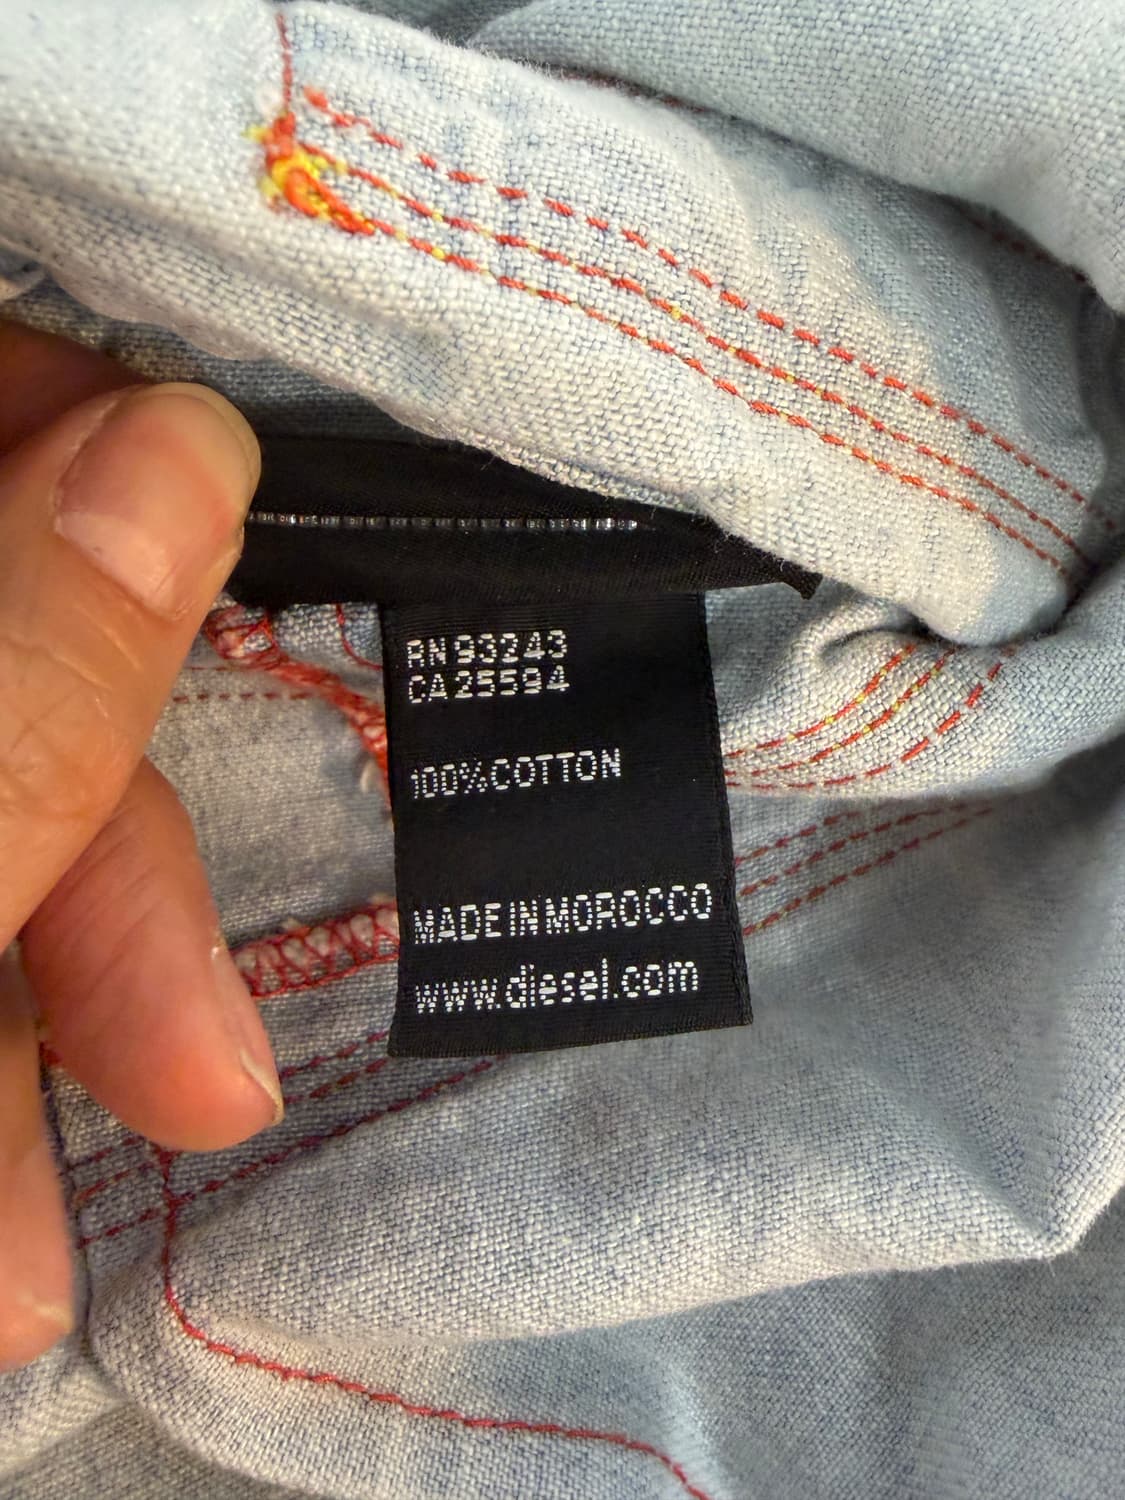 RN 93243
CA 25594
100% COTTON
MADE IN MOROCCO
www.diesel.com